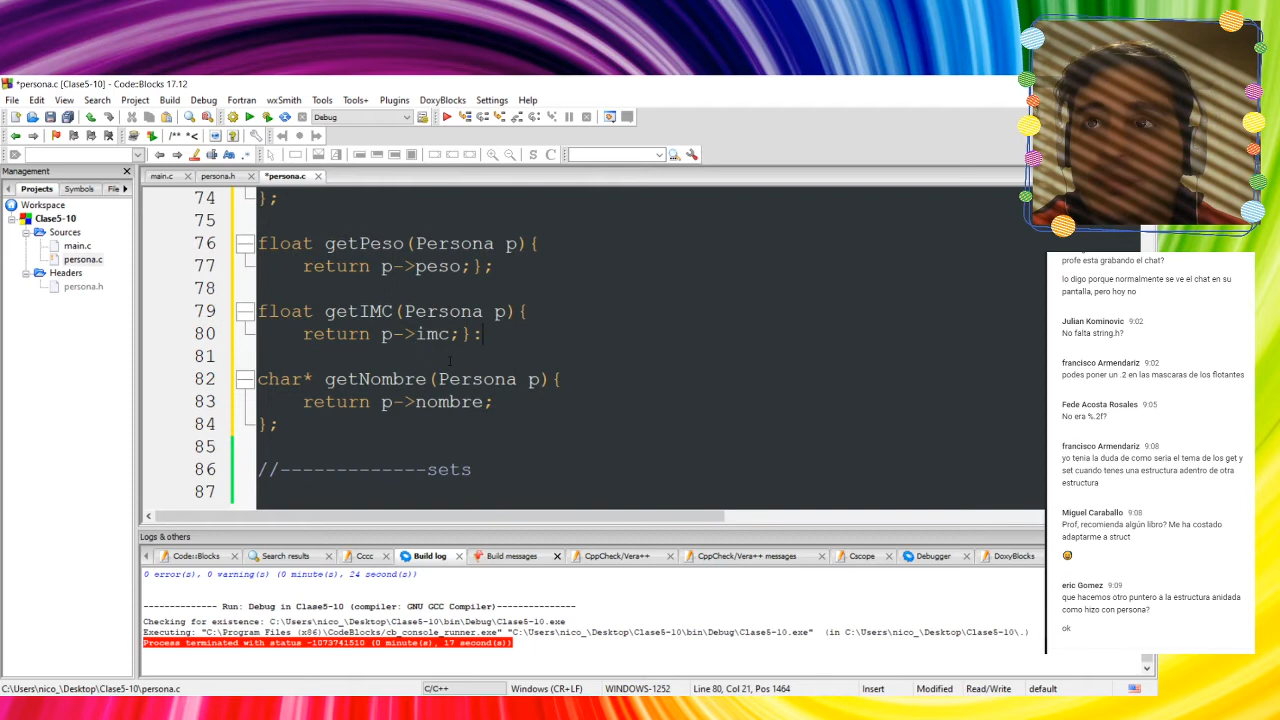 *persona.c [Clase5-10] - Code::Blocks 17.12
File Edit View Search Project Build Debug Fortran wxSmith Tools Tools+ Plugins DoxyBlocks Settings Help
Debug
/** *<
Aa .*
S C
Management
main.c persona.h *persona.c
Projects Symbols File
Workspace
Clase5-10
Sources
main.c
persona.c
Headers
persona.h
74 };
75
76 float getPeso(Persona p){
77 return p->peso;};
78
79 float getIMC(Persona p){
80 return p->imc;}:
81
82 char* getNombre(Persona p){
83 return p->nombre;
84 };
85
86 //-------------sets
87
Logs & others
Code::Blocks Search results Cccc Build log Build messages CppCheck/Vera++ CppCheck/Vera++ messages Cscope Debugger DoxyBlocks
0 error(s), 0 warning(s) (0 minute(s), 24 second(s))
-------------- Run: Debug in Clase5-10 (compiler: GNU GCC Compiler)---------------
Checking for existence: C:\Users\nico_\Desktop\Clase5-10\bin\Debug\Clase5-10.exe
Executing: "C:\Program Files (x86)\CodeBlocks/cb_console_runner.exe" "C:\Users\nico_\Desktop\Clase5-10\bin\Debug\Clase5-10.exe" (in C:\Users\nico_\Desktop\Clase5-10\.)
Process terminated with status -1073741510 (0 minute(s), 17 second(s))
C:\Users\nico_\Desktop\Clase5-10\persona.c C/C++ Windows (CR+LF) WINDOWS-1252 Line 80, Col 21, Pos 1464 Insert Modified Read/Write default
profe esta grabando el chat?
lo digo porque normalmente se ve el chat en su
pantalla, pero hoy no
Julian Kominovic 9:02
No falta string.h?
francisco Armendariz 9:02
podes poner un .2 en las mascaras de los flotantes
Fede Acosta Rosales 9:05
No era %.2f?
francisco Armendariz 9:08
yo tenia la duda de como seria el tema de los get y
set cuando tenes una estructura adentro de otra
estructura
Miguel Caraballo 9:08
Prof, recomienda algún libro? Me ha costado
adaptarme a struct
eric Gomez 9:09
que hacemos otro puntero a la estructura anidada
como hizo con persona?
ok